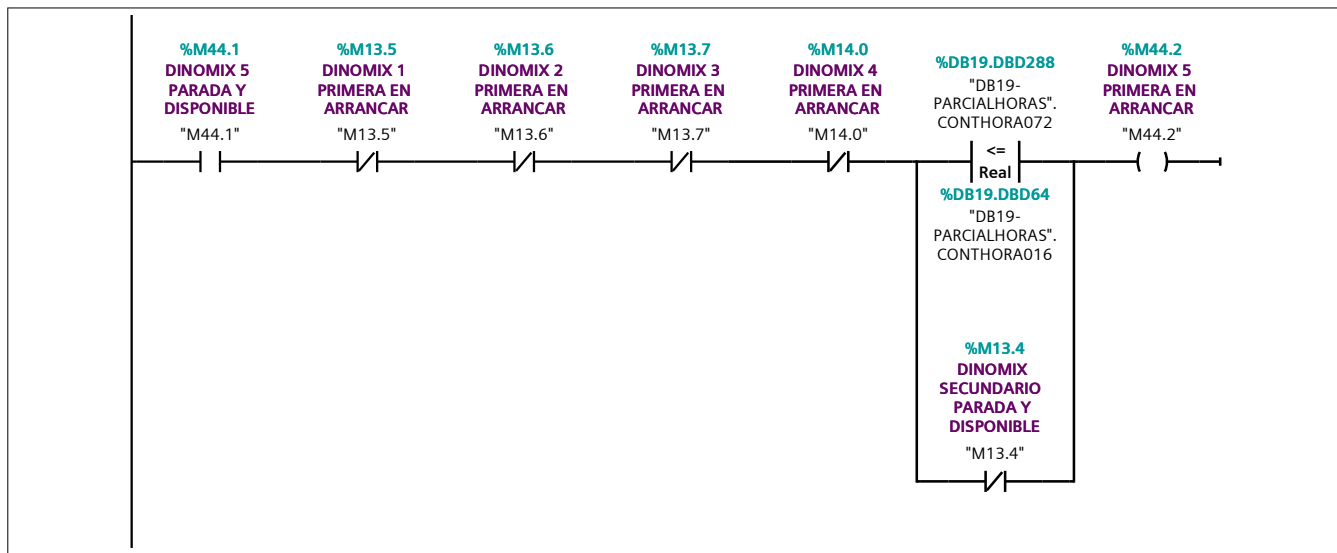 %M44.1
DINOMIX 5
PARADA Y
DISPONIBLE
"M44.1"
%M13.5
DINOMIX 1
PRIMERA EN
ARRANCAR
"M13.5"
%M13.6
DINOMIX 2
PRIMERA EN
ARRANCAR
"M13.6"
%M13.7
DINOMIX 3
PRIMERA EN
ARRANCAR
"M13.7"
%M14.0
DINOMIX 4
PRIMERA EN
ARRANCAR
"M14.0"
%DB19.DBD288
"DB19-
PARCIALHORAS".
CONTHORA072
<=
Real
%DB19.DBD64
"DB19-
PARCIALHORAS".
CONTHORA016
%M44.2
DINOMIX 5
PRIMERA EN
ARRANCAR
"M44.2"
%M13.4
DINOMIX
SECUNDARIO
PARADA Y
DISPONIBLE
"M13.4"